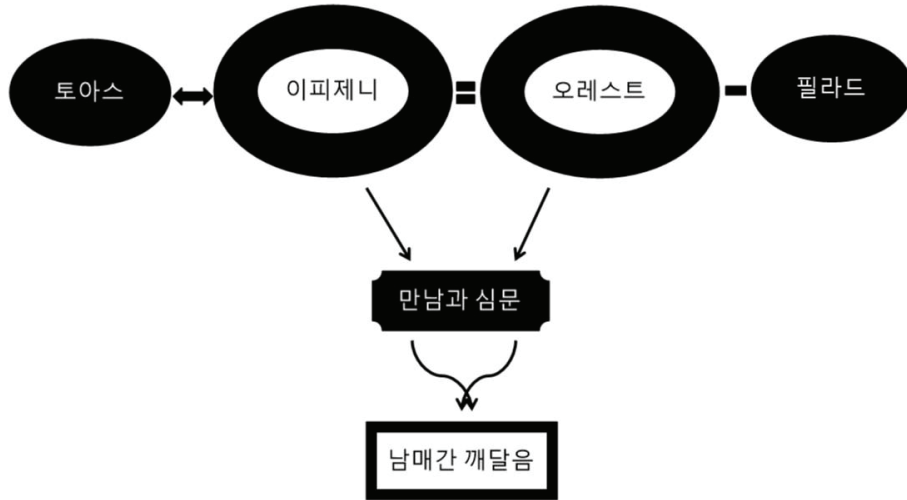 토아스
이피제니
오레스트
필라드
만남과 심문
남매간 깨달음